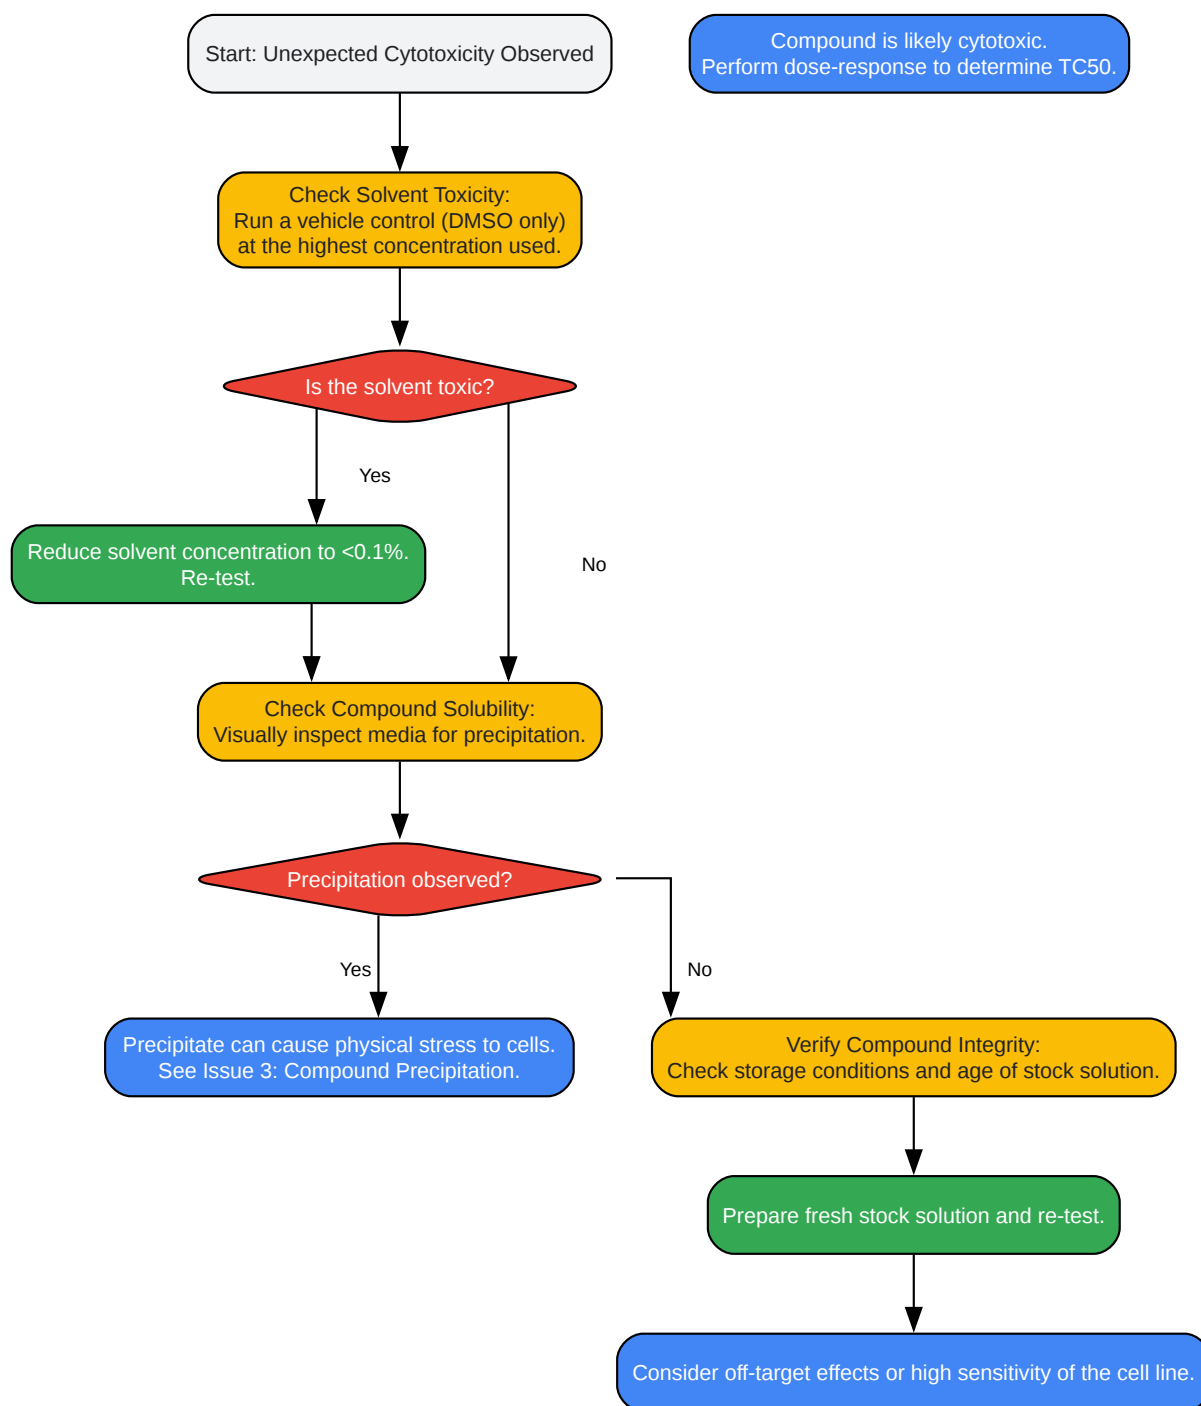 Start: Unexpected Cytotoxicity Observed
Compound is likely cytotoxic.
Perform dose-response to determine TC50.
Check Solvent Toxicity:
Run a vehicle control (DMSO only)
at the highest concentration used.
Is the solvent toxic?
Yes
Reduce solvent concentration to <0.1%.
Re-test.
No
Check Compound Solubility:
Visually inspect media for precipitation.
Precipitation observed?
Yes
No
Precipitate can cause physical stress to cells.
See Issue 3: Compound Precipitation.
Verify Compound Integrity:
Check storage conditions and age of stock solution.
Prepare fresh stock solution and re-test.
Consider off-target effects or high sensitivity of the cell line.